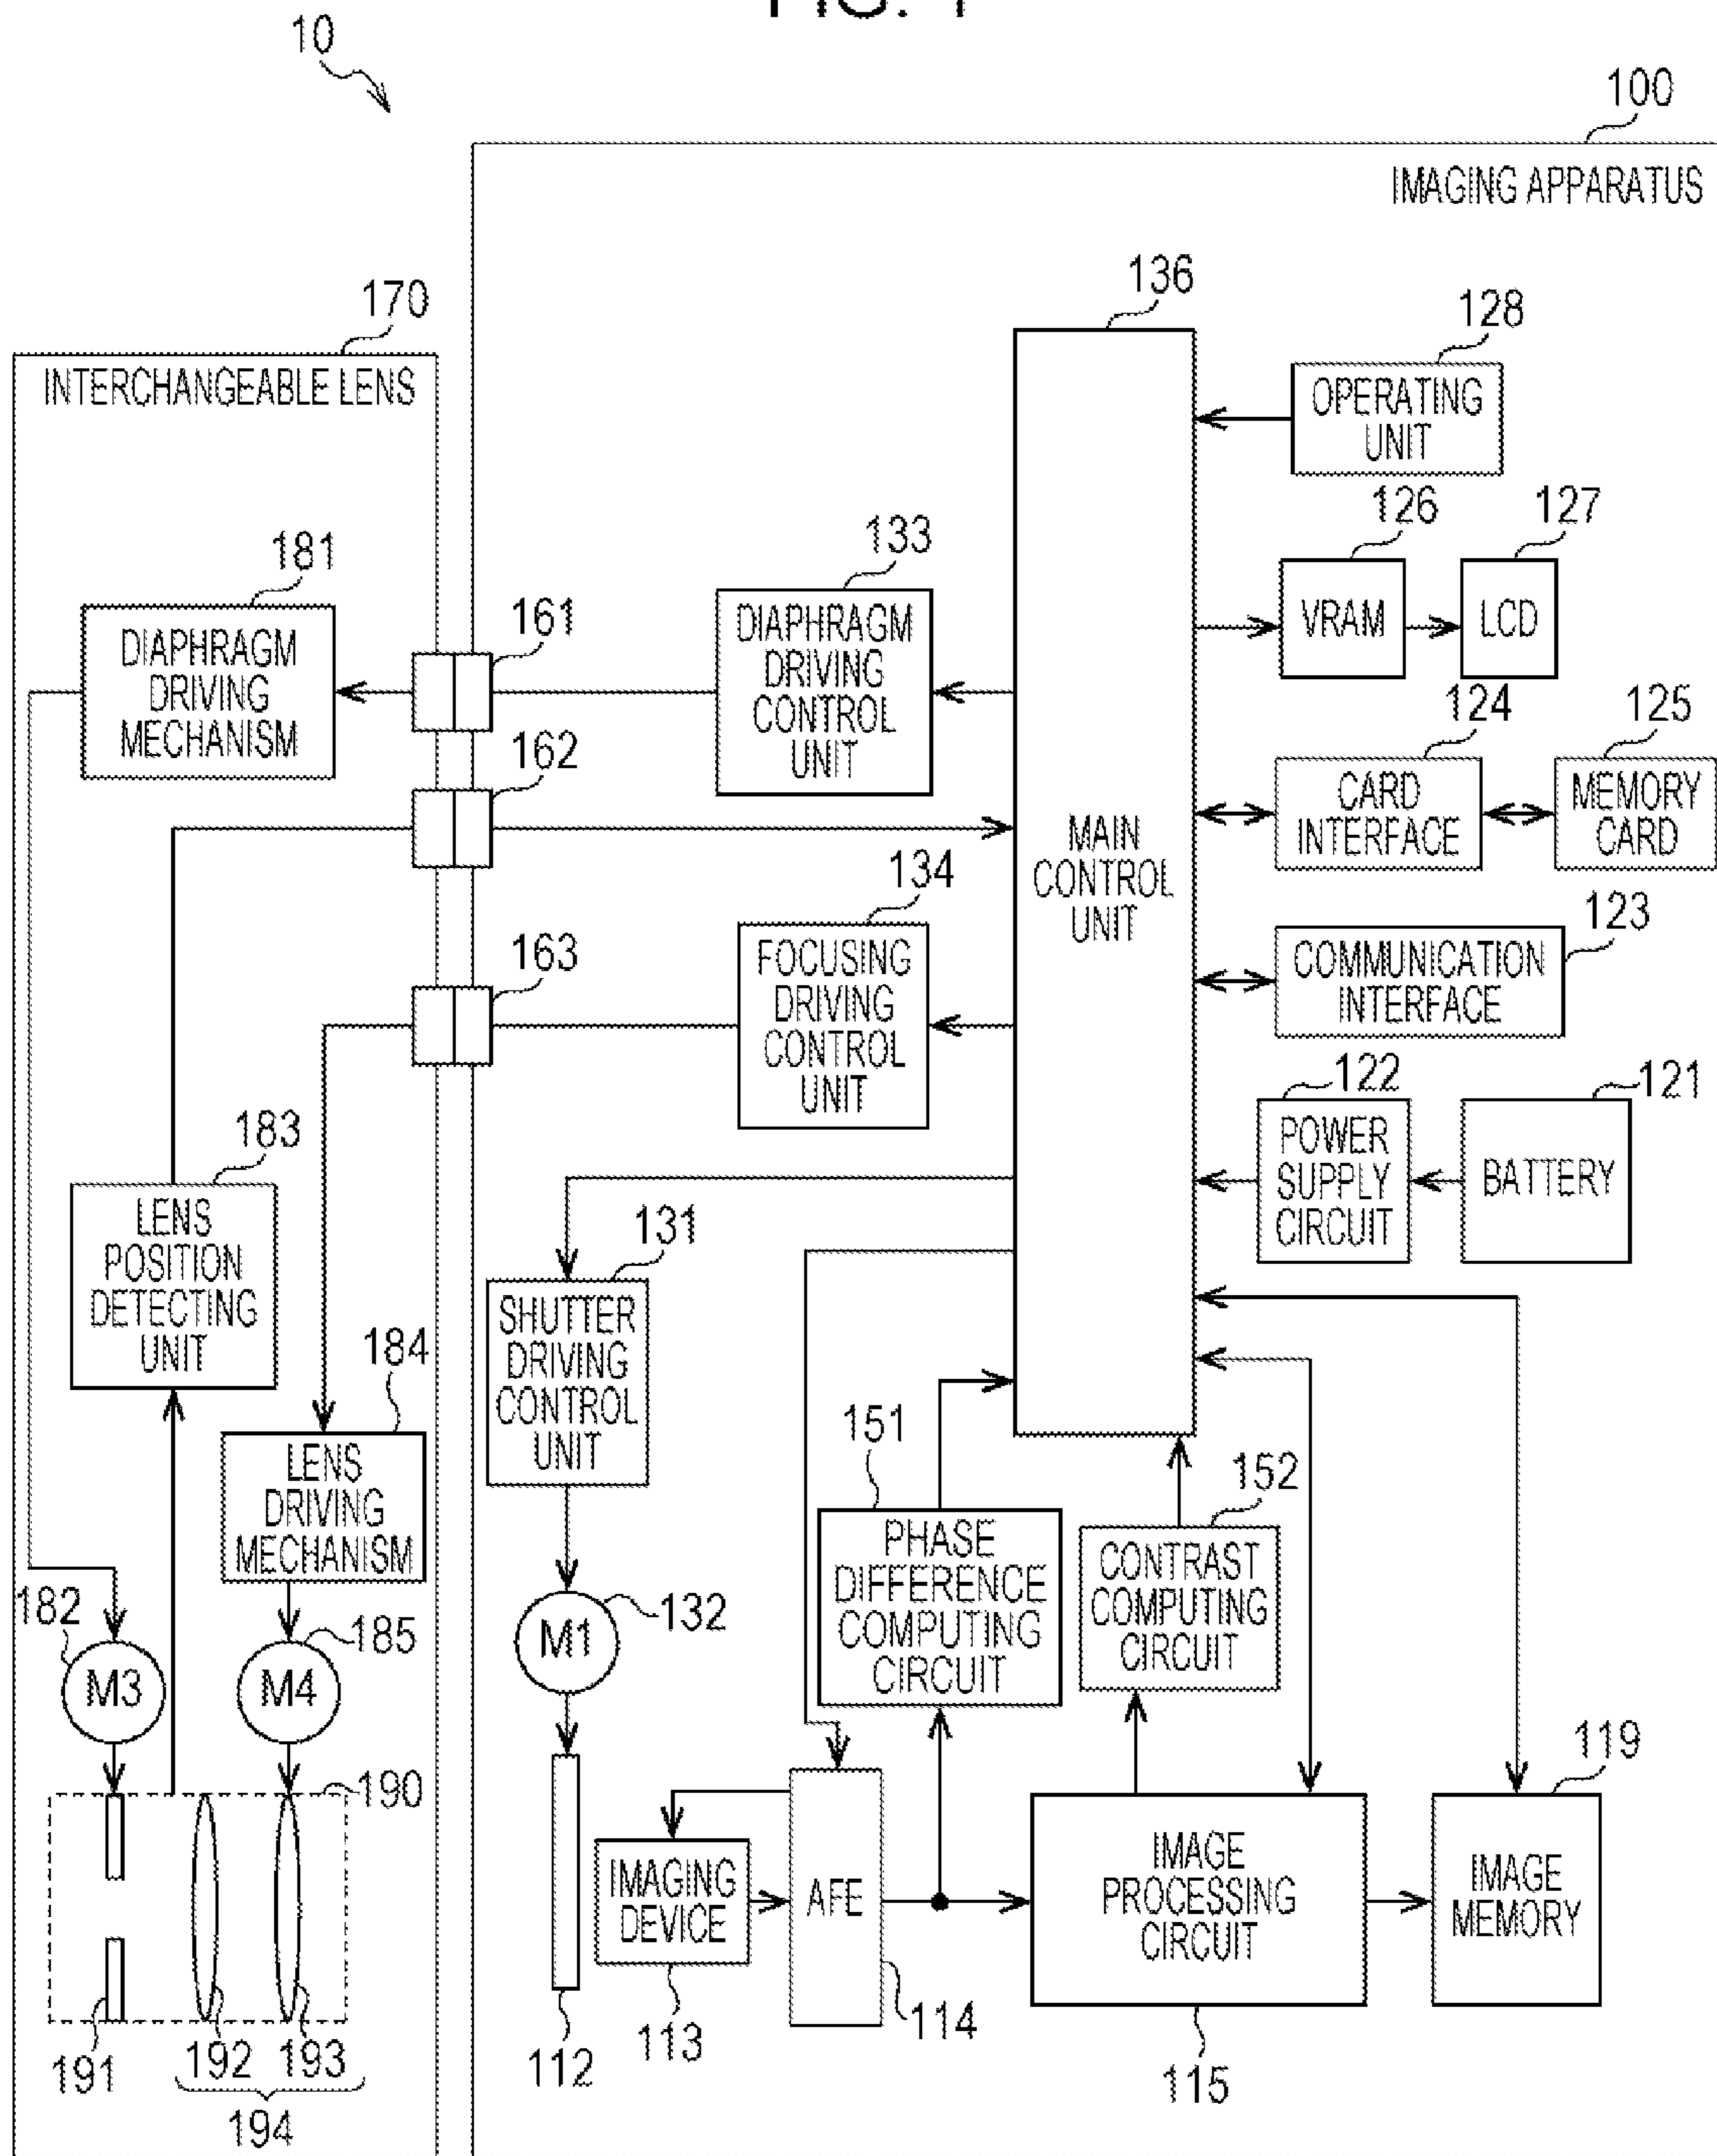 FIG. 1
10
100
IMAGING APPARATUS
170
INTERCHANGEABLE LENS
136
MAIN
CONTROL
UNIT
128
OPERATING
UNIT
126
VRAM
127
LCD
181
DIAPHRAGM
DRIVING
MECHANISM
161
133
DIAPHRAGM
DRIVING
CONTROL
UNIT
162
124
CARD
INTERFACE
125
MEMORY
CARD
163
134
FOCUSING
DRIVING
CONTROL
UNIT
123
COMMUNICATION
INTERFACE
122
POWER
SUPPLY
CIRCUIT
121
BATTERY
183
LENS
POSITION
DETECTING
UNIT
131
SHUTTER
DRIVING
CONTROL
UNIT
184
LENS
DRIVING
MECHANISM
151
PHASE
DIFFERENCE
COMPUTING
CIRCUIT
152
CONTRAST
COMPUTING
CIRCUIT
182
M3
185
M4
132
M1
190
119
IMAGING
DEVICE
AFE
IMAGE
PROCESSING
CIRCUIT
IMAGE
MEMORY
191
192
193
194
112
113
114
115